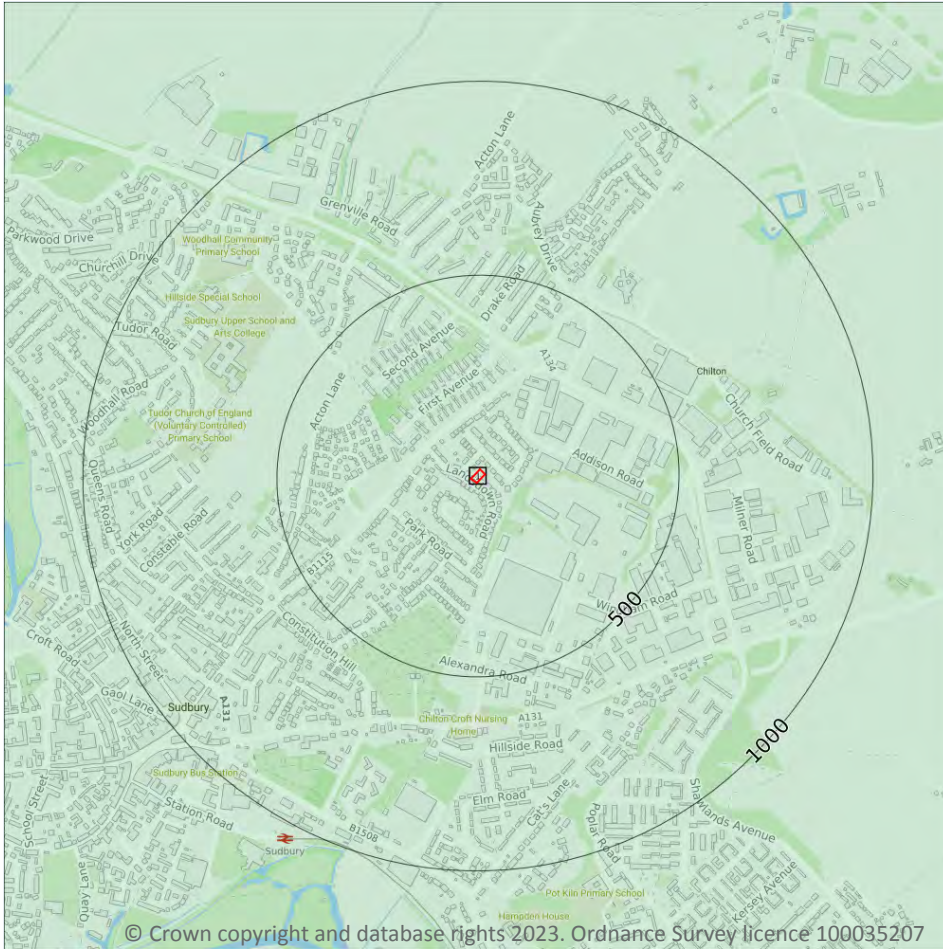 Acton Lane
Grenville Road
Aubrey Drive
Parkwood Drive
Woodhall Community
Primary School
Churchill Drive
Hillside Special School
Drake Road
Sudbury Upper School and
Arts College
Tudor Road
Second Avenue
A134
Chilton
First Avenue
Acton Lane
Woodhall Road
Church Field Road
Tudor Church of England
(Voluntary Controlled)
Primary School
Addison Road
Queens Road
York Road
Constable Road
Park Road
Milner Road
B1115
500
North Street
Constitution Hill
Croft Road
Alexandra Road
Gaol Lane
Sudbury
A131
Chilton Croft Nursing
Home
A131
1000
Hillside Road
Sudbury Bus Station
School Street
Elm Road
Cat's Lane
Station Road
B1508
Poplar Road
Shawlands Avenue
Sudbury
Quay Lane
Pot Kiln Primary School
Kersey Avenue
Hampden House
© Crown copyright and database rights 2023. Ordnance Survey licence 100035207